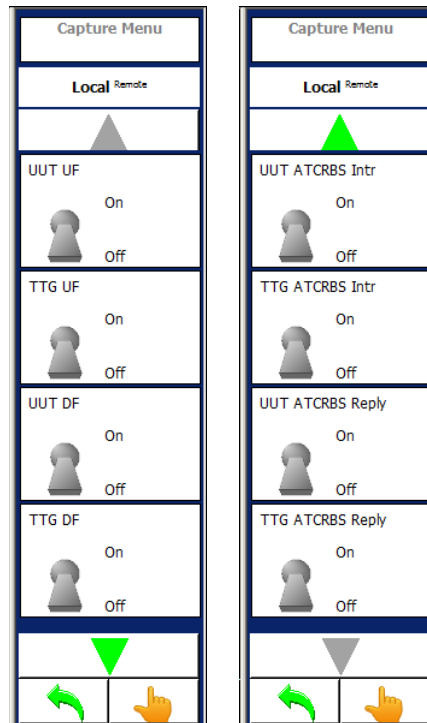 Capture Menu
Local Remote
UUT UF
On
Off
TTG UF
On
Off
UUT DF
On
Off
TTG DF
On
Off
Capture Menu
Local Remote
UUT ATCRBS Intr
On
Off
TTG ATCRBS Intr
On
Off
UUT ATCRBS Reply
On
Off
TTG ATCRBS Reply
On
Off